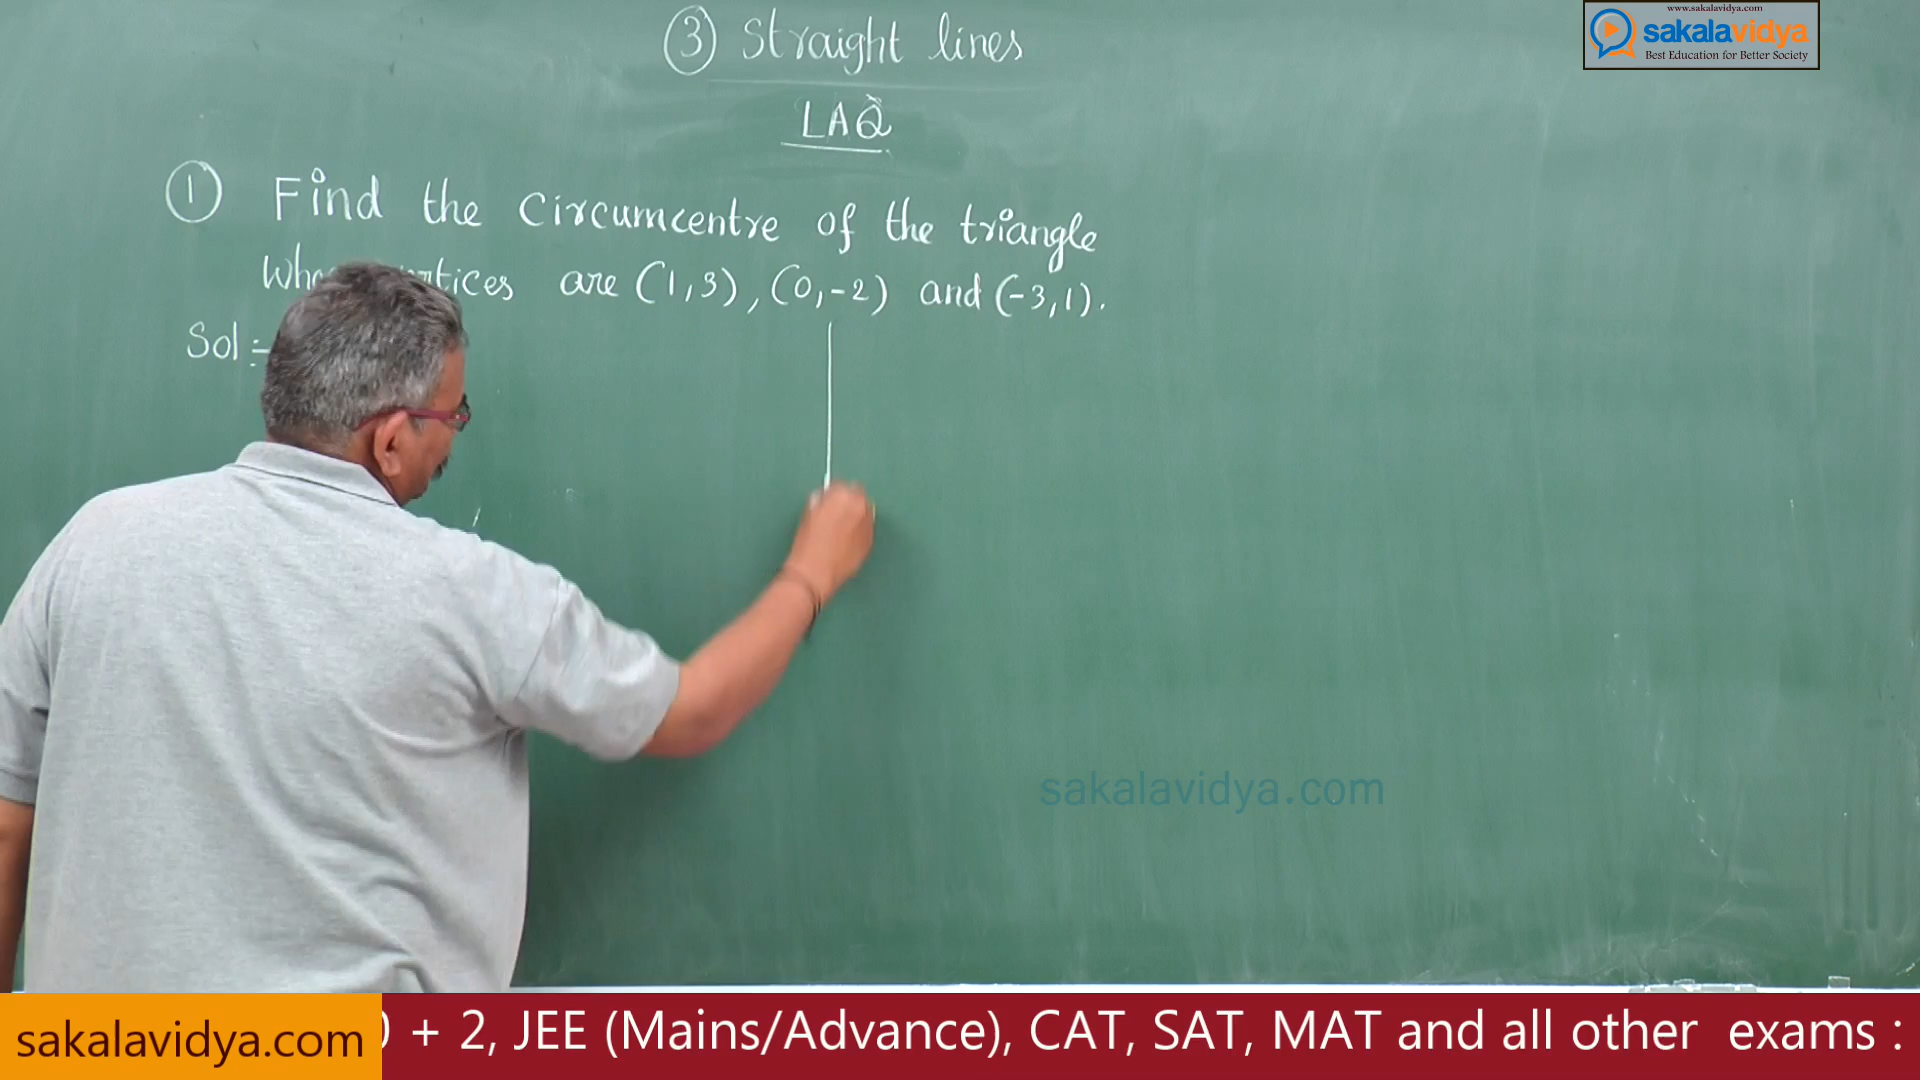 ③ Straight lines
www.sakalavidya.com
sakalavidya
Best Education for Better Society
LAQ
① Find the Circumcentre of the triangle
are (1,3), (0,-2) and (-3,1).
Sol :-
sakalavidya.com
sakalavidya.com
+ 2, JEE (Mains/Advance), CAT, SAT, MAT and all other exams :